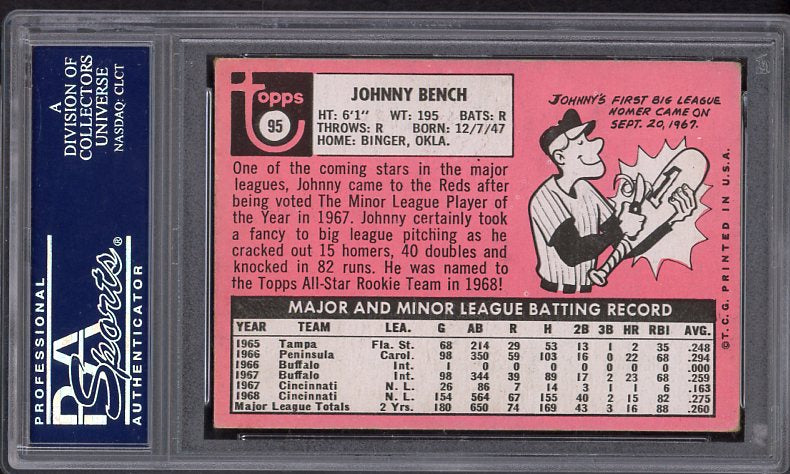 PROFESSIONAL
PSA
Sports®
AUTHENTICATOR
A
DIVISION OF
COLLECTORS
UNIVERSE
NASDAQ: CLCT
topps
95
JOHNNY BENCH
HT: 6'1" WT: 195 BATS: R
THROWS: R BORN: 12/7/47
HOME: BINGER, OKLA.
JOHNNY'S FIRST BIG LEAGUE
HOMER CAME ON
SEPT. 20, 1967.
One of the coming stars in the major
leagues, Johnny came to the Reds after
being voted The Minor League Player of
the Year in 1967. Johnny certainly took
a fancy to big league pitching as he
cracked out 15 homers, 40 doubles and
knocked in 82 runs. He was named to
the Topps All-Star Rookie Team in 1968!
MAJOR AND MINOR LEAGUE BATTING RECORD
YEAR TEAM LEA. G AB R H 2B 3B HR RBI AVG.
1965 Tampa Fla. St. 68 214 29 53 13 1 2 35 .248
1966 Peninsula Carol. 98 350 59 103 16 0 22 68 .294
1966 Buffalo Int. 1 0 0 0 0 0 0 0 .000
1967 Buffalo Int. 98 344 39 89 17 2 23 68 .259
1967 Cincinnati N. L. 26 86 7 14 3 1 1 6 .163
1968 Cincinnati N. L. 154 564 67 155 40 2 15 82 .275
Major League Totals 2 Yrs. 180 650 74 169 43 3 16 88 .260
©T.C.G. PRINTED IN U.S.A.